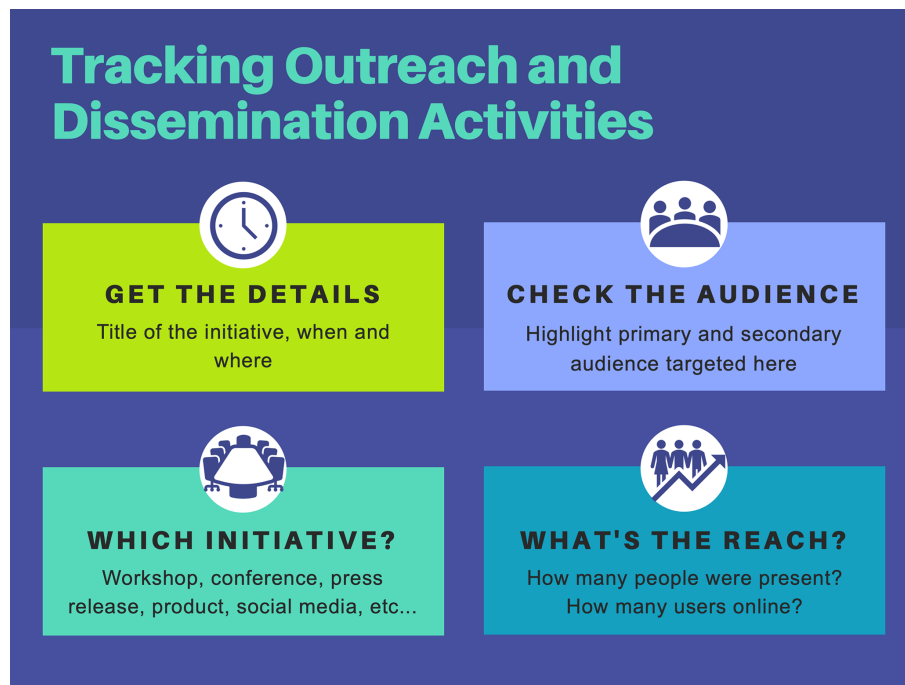 Tracking Outreach and
Dissemination Activities
GET THE DETAILS
Title of the initiative, when and
where
CHECK THE AUDIENCE
Highlight primary and secondary
audience targeted here
WHICH INITIATIVE?
Workshop, conference, press
release, product, social media, etc...
WHAT'S THE REACH?
How many people were present?
How many users online?